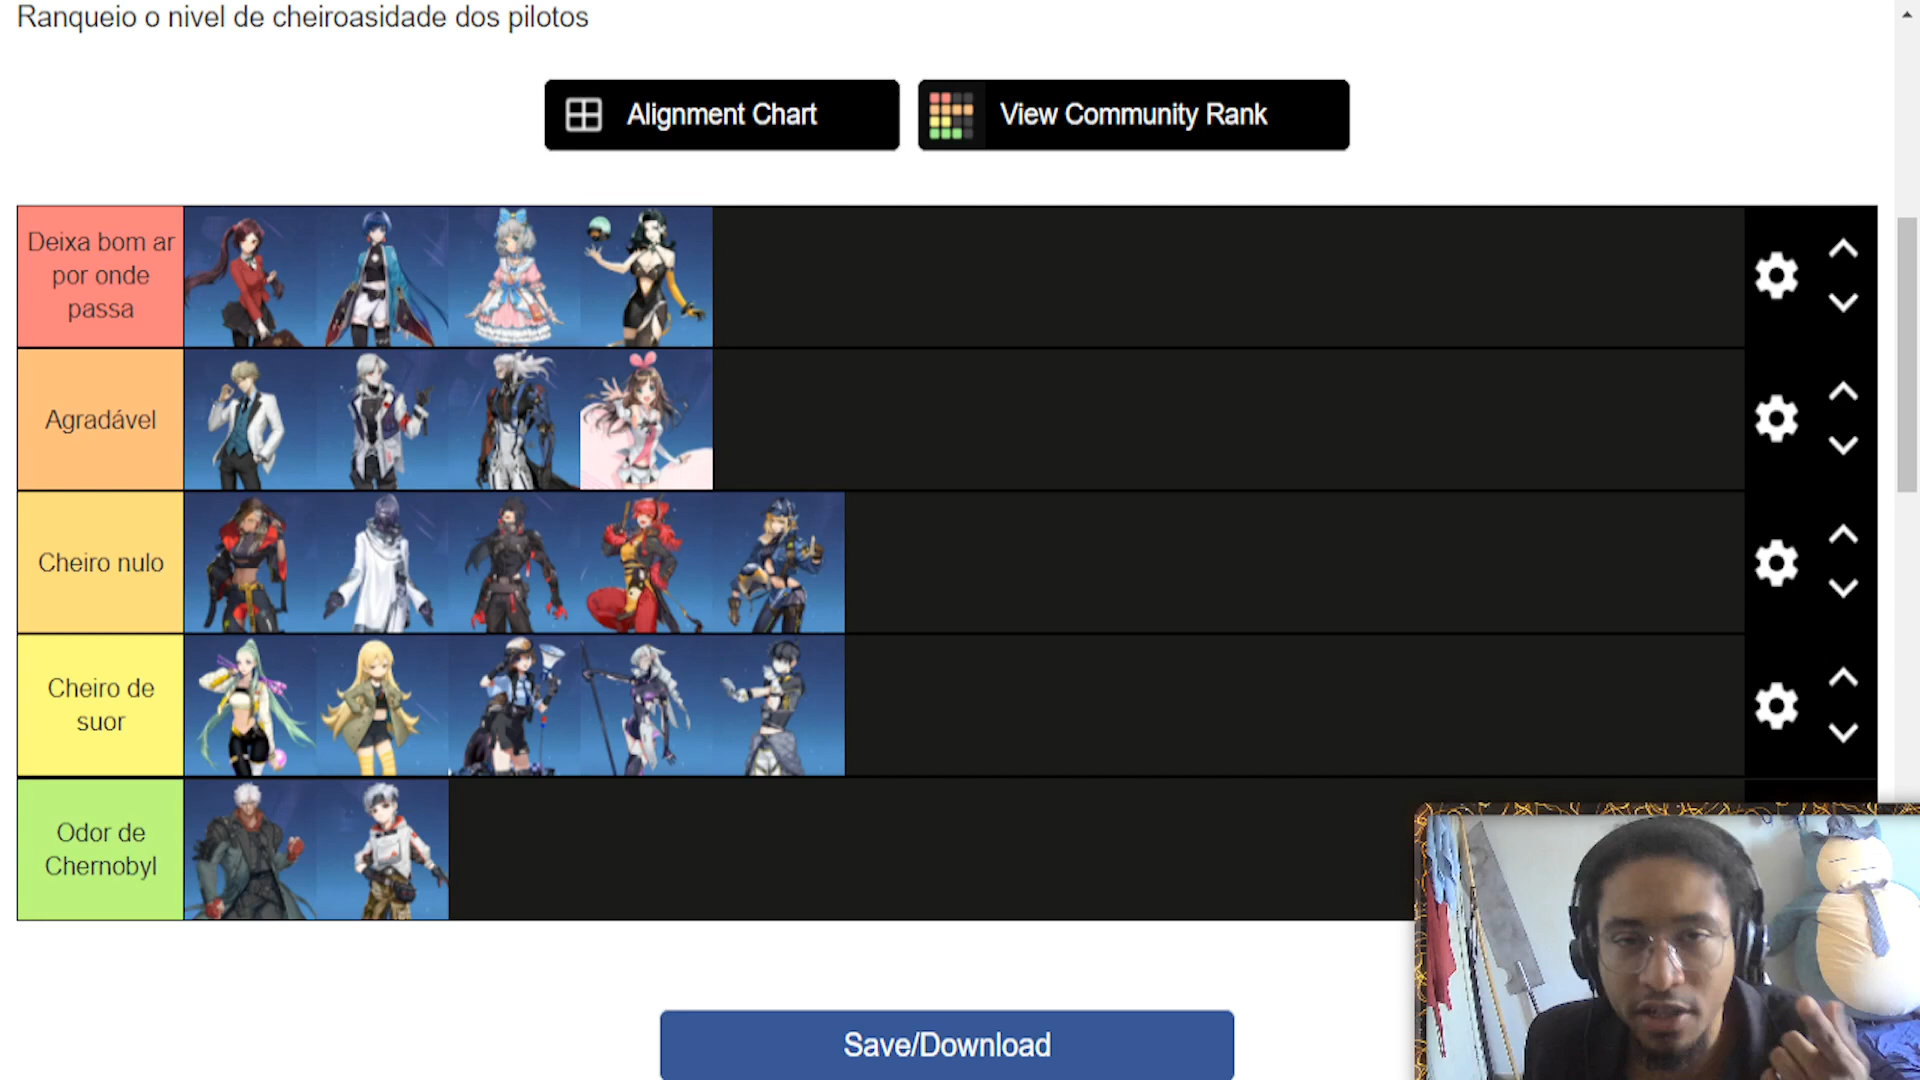 Ranqueio o nivel de cheiroasidade dos pilotos
Alignment Chart
View Community Rank
Deixa bom ar
por onde
passa
Agradável
Cheiro nulo
Cheiro de
suor
Odor de
Chernobyl
Save/Download